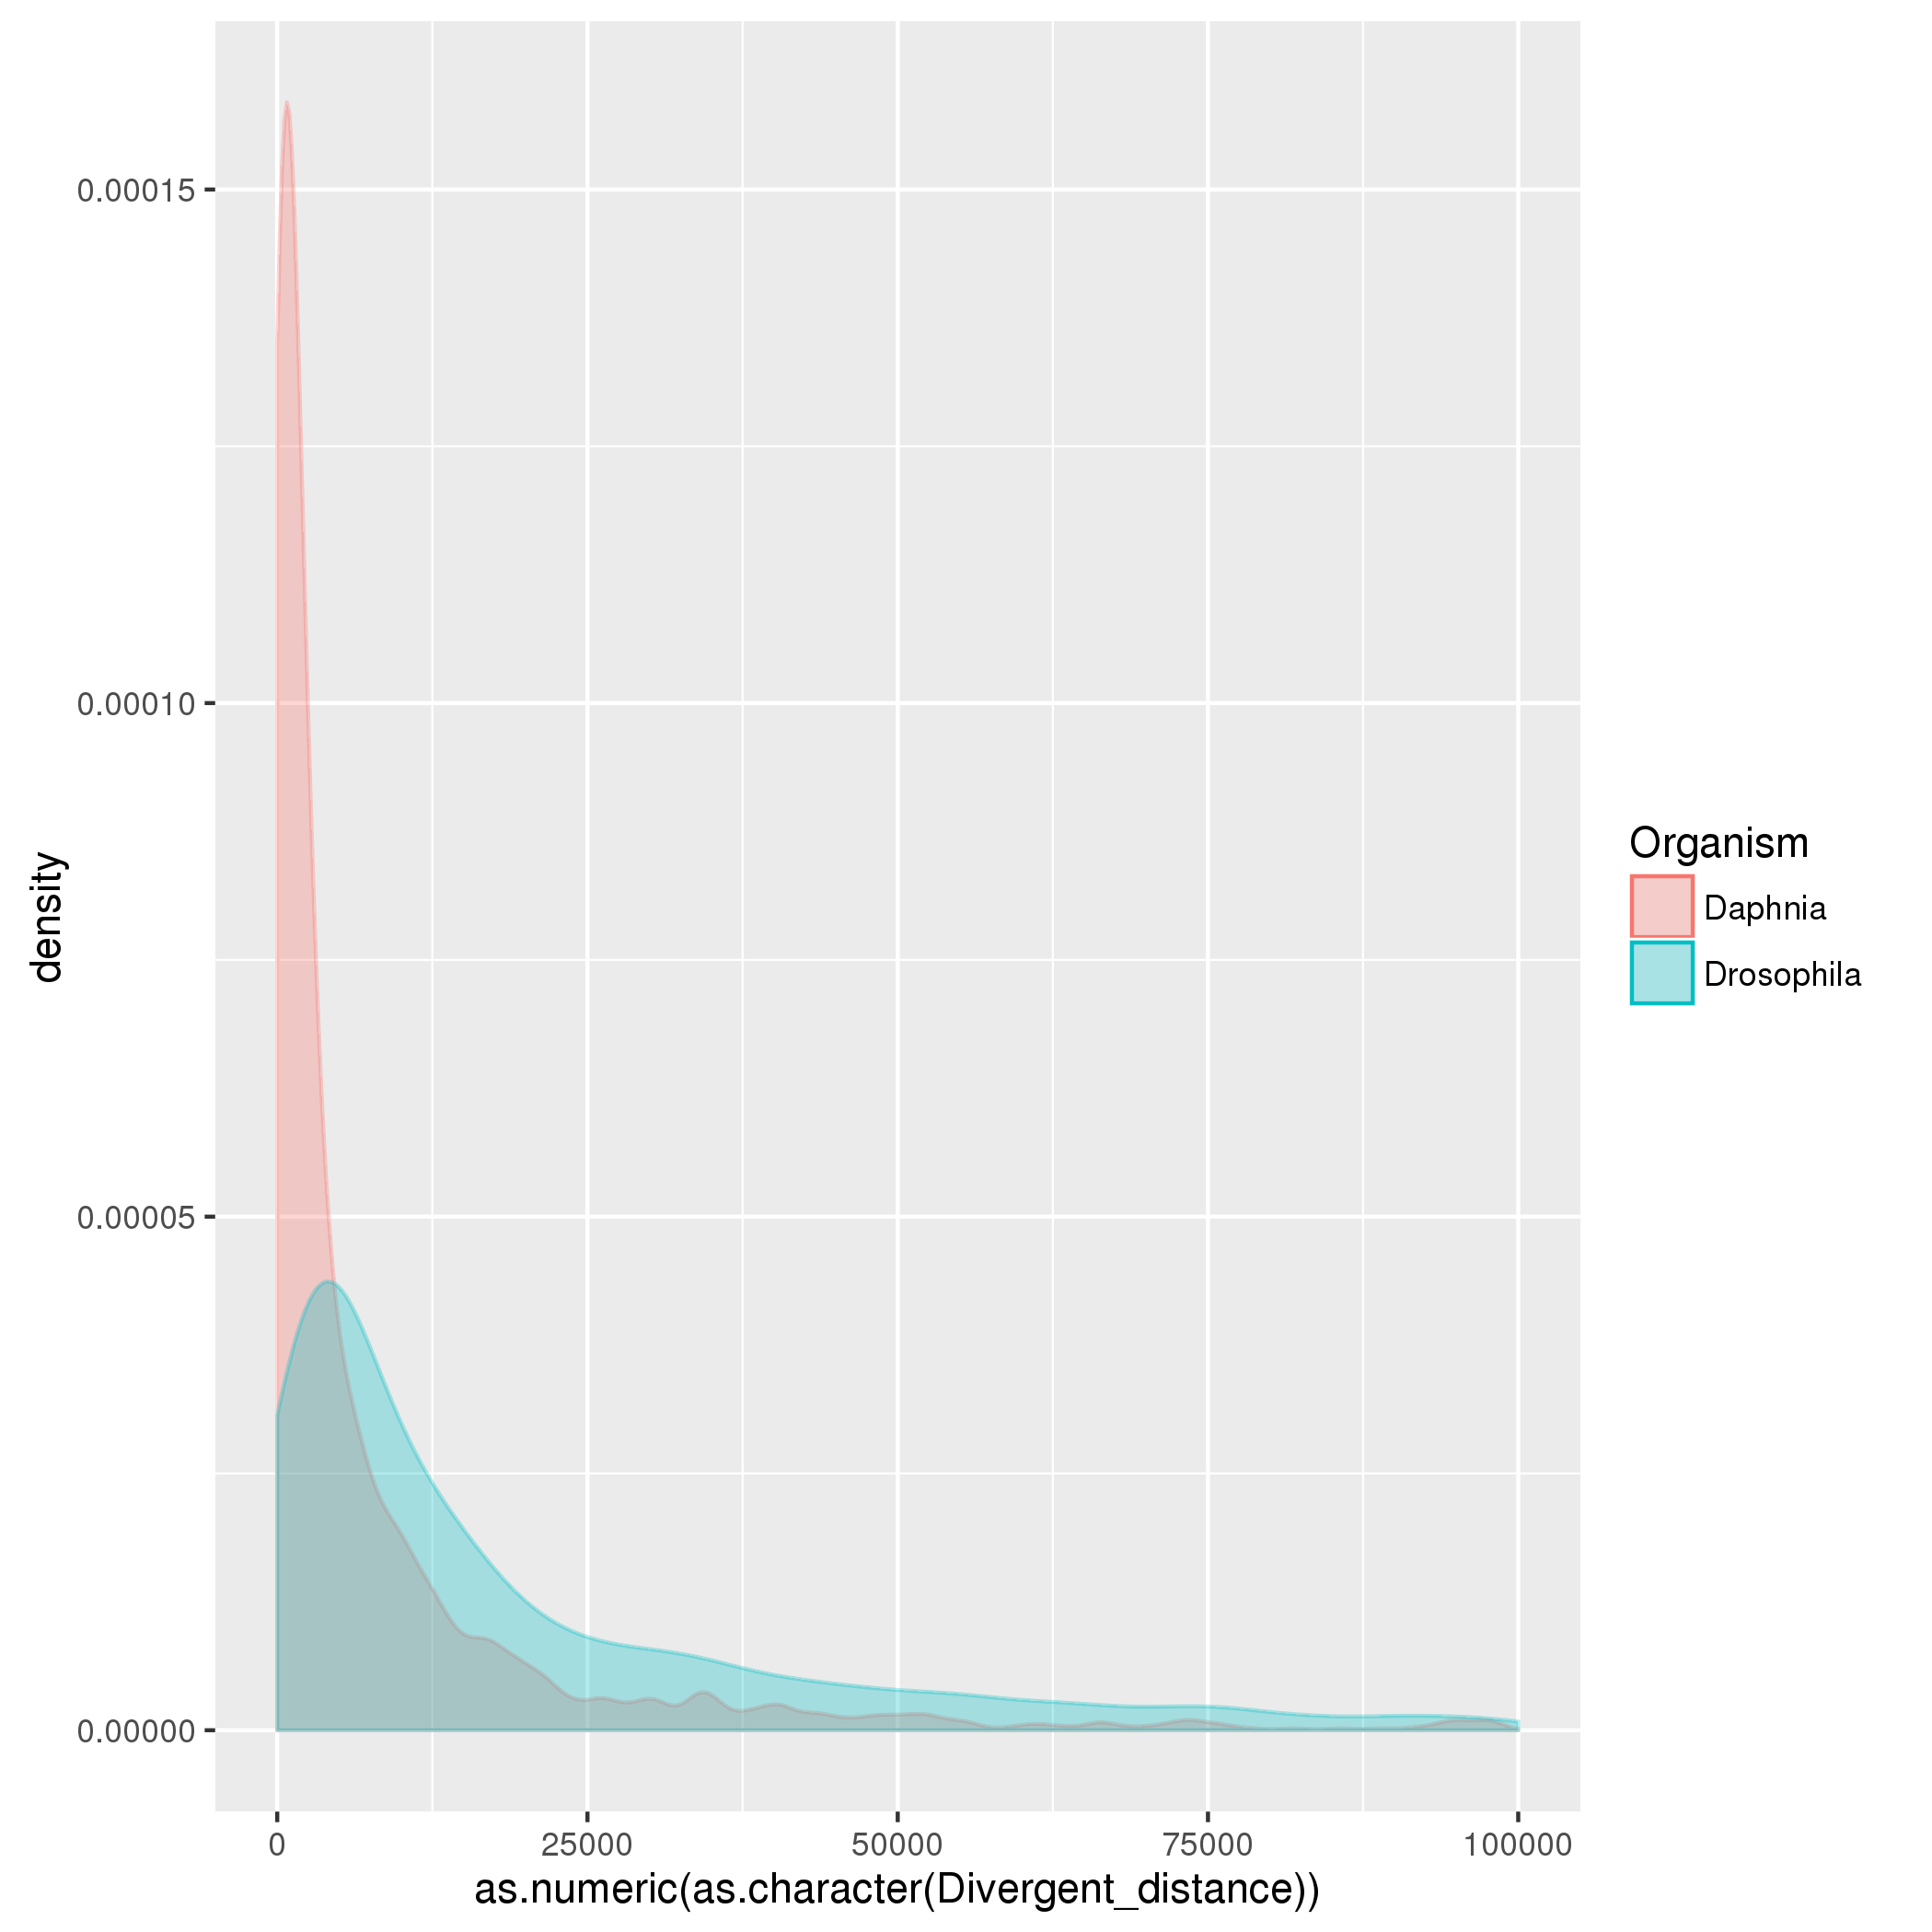 0.00015
0.00010
0.00005
0.00000
density
0
25000
50000
75000
100000
as.numeric(as.character(Divergent_distance))
Organism
Daphnia
Drosophila